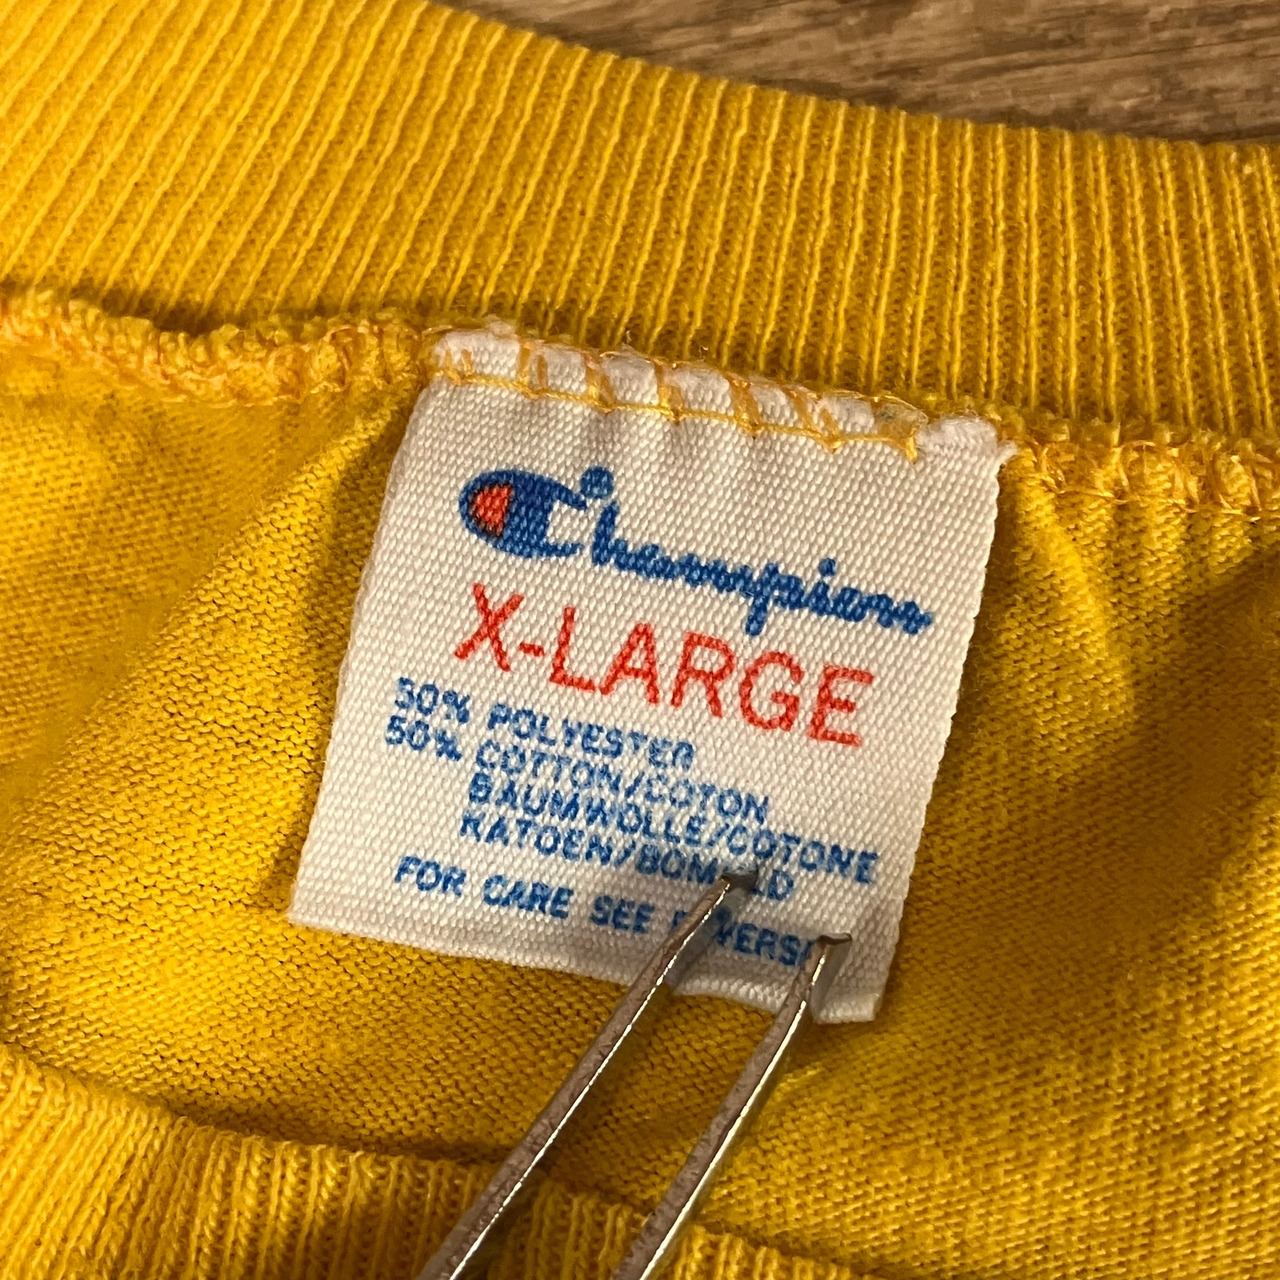 Champion
X-LARGE
50% POLYESTER
50% COTTON/COTON
BAUMWOLLE/COTONE
KATOEN/
FOR CARE SEE